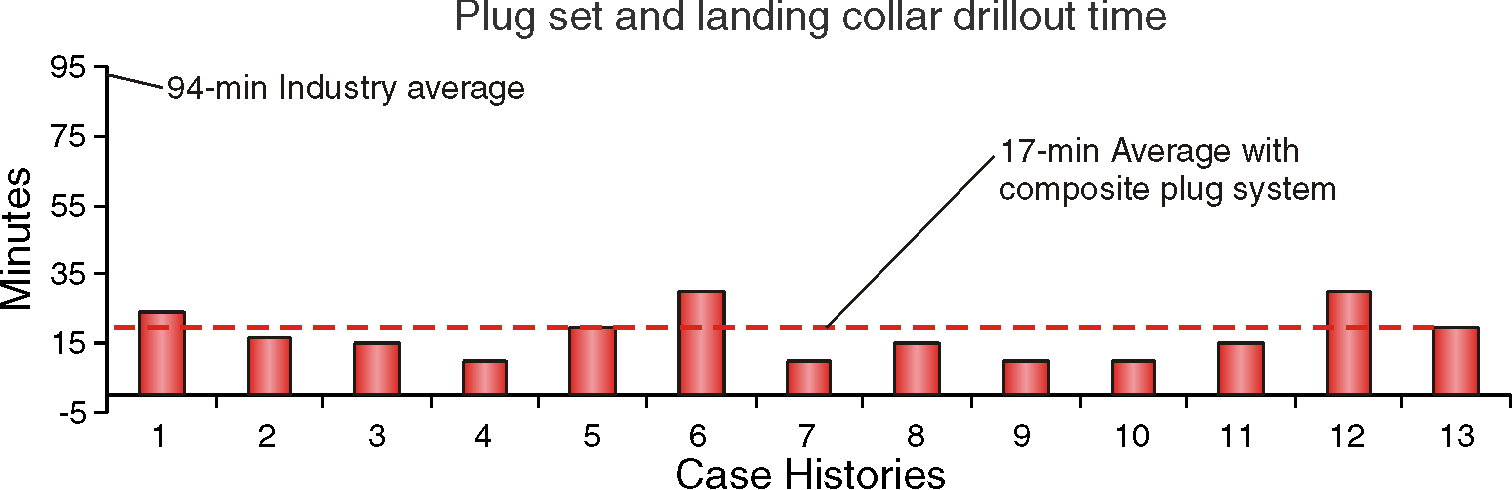 Plug set and landing collar drillout time
95
94-min Industry average
75
17-min Average with
composite plug system
55
35
15
-5
Minutes
1 2 3 4 5 6 7 8 9 10 11 12 13
Case Histories